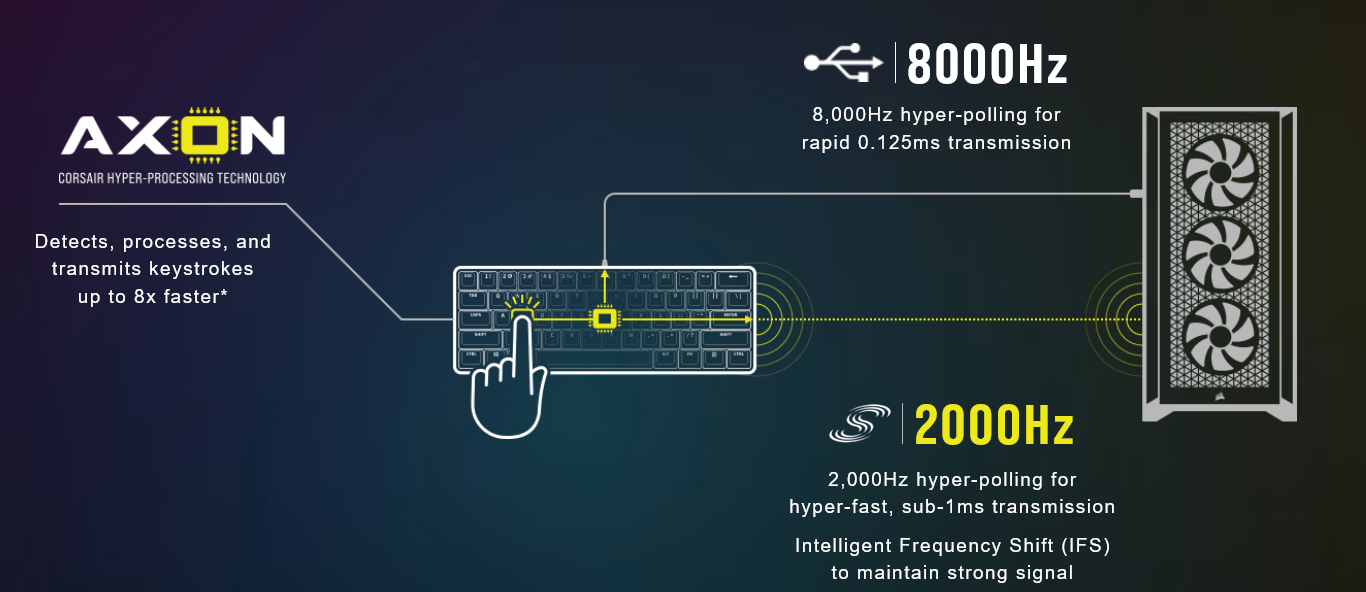 AXON
CORSAIR HYPER-PROCESSING TECHNOLOGY
Detects, processes, and
transmits keystrokes
up to 8x faster*
8000Hz
8,000Hz hyper-polling for
rapid 0.125ms transmission
2000Hz
2,000Hz hyper-polling for
hyper-fast, sub-1ms transmission
Intelligent Frequency Shift (IFS)
to maintain strong signal
ESC
TAB
CAPS
ENTER
SHIFT
SHIFT
CTRL
ALT
FN
CTRL